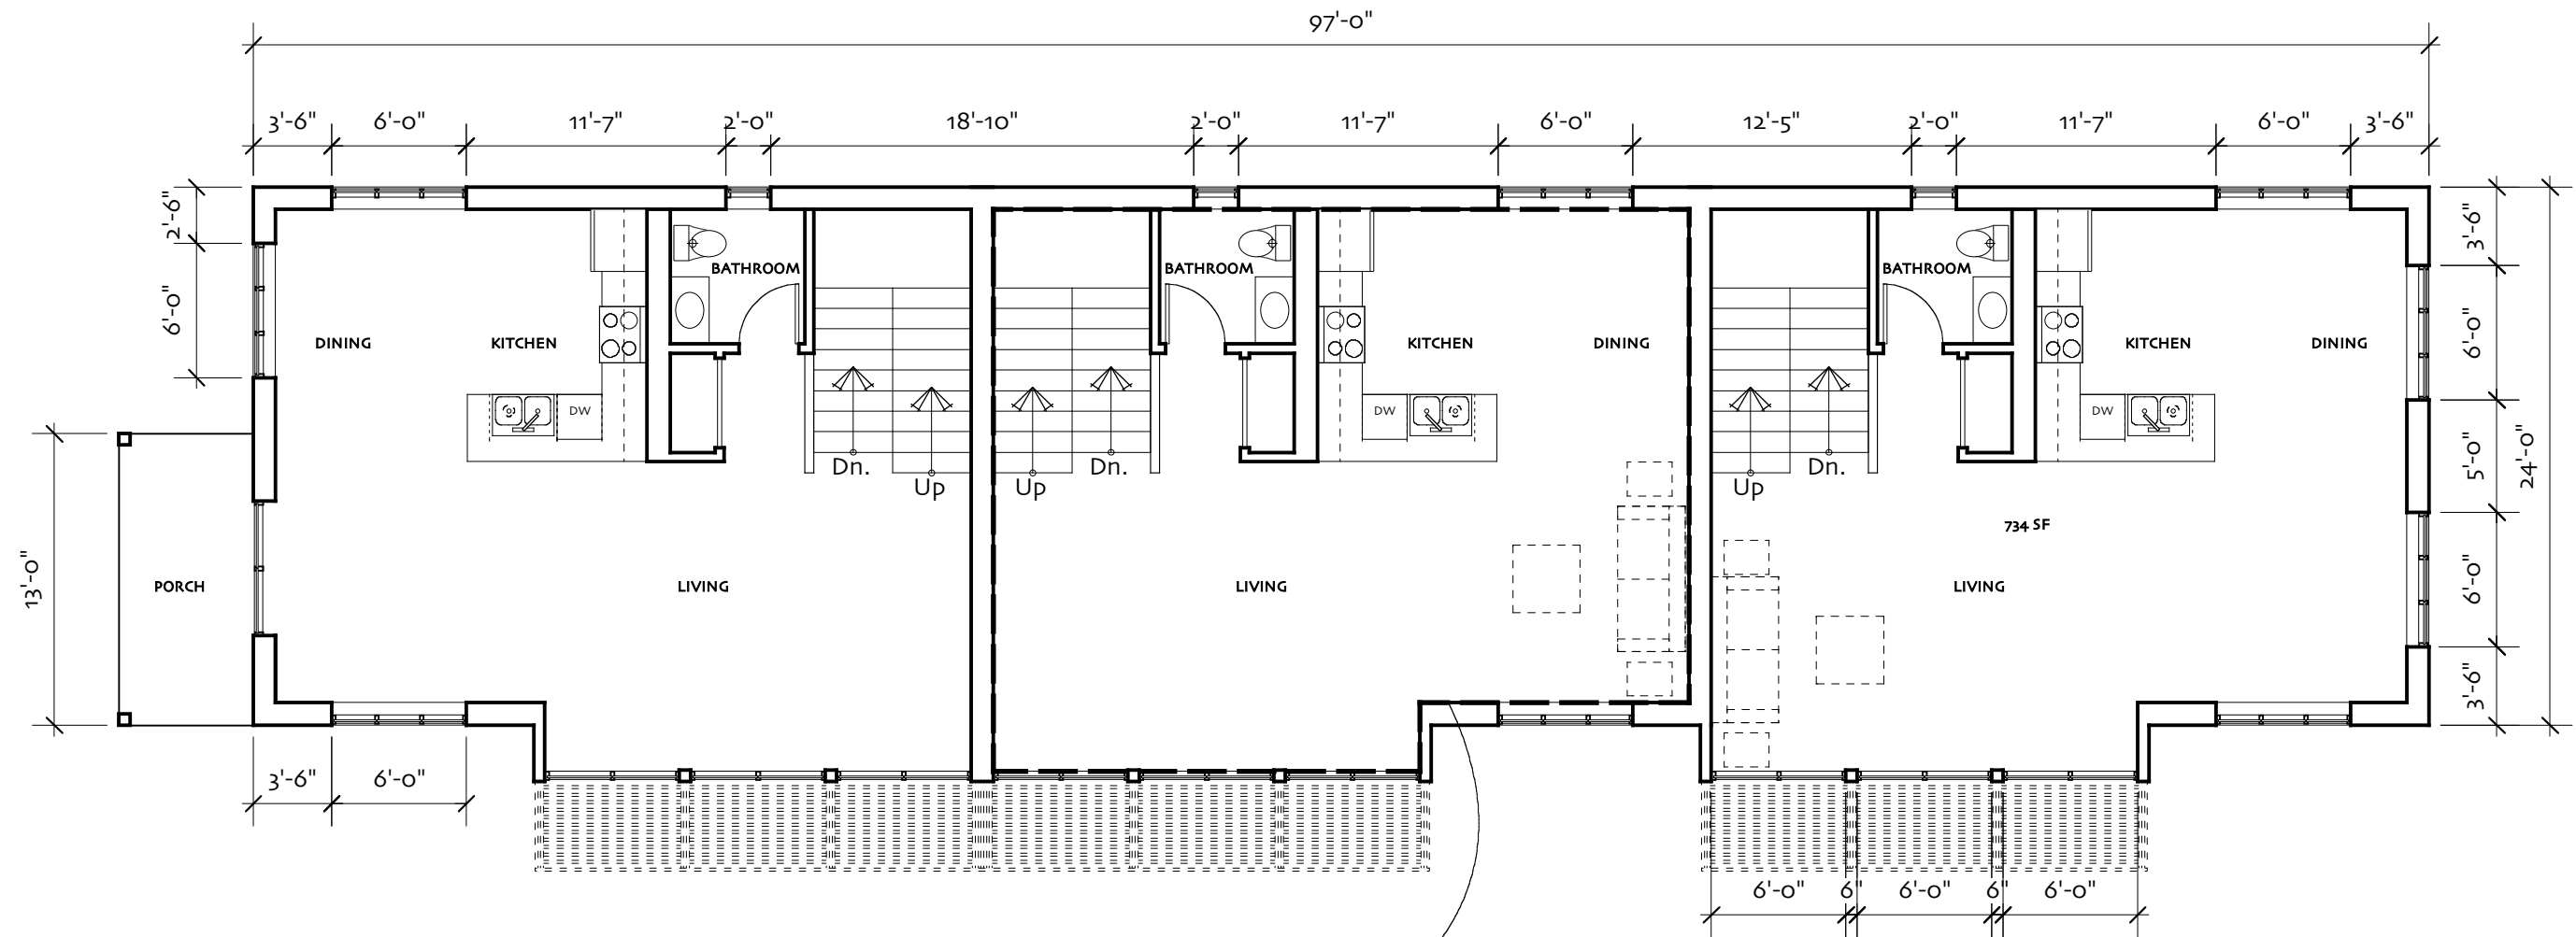 97'-0"
3'-6" 6'-0" 11'-7" 2'-0" 18'-10" 2'-0" 11'-7" 6'-0" 12'-5" 2'-0" 11'-7" 6'-0" 3'-6"
2'-6"
3'-6"
BATHROOM BATHROOM BATHROOM
6'-0"
6'-0"
DINING KITCHEN KITCHEN DINING KITCHEN DINING
DW DW DW
5'-0"
24'-0"
Dn. Dn. Dn.
Up Up Up
734 SF
13'-0"
PORCH LIVING LIVING LIVING
6'-0"
3'-6"
3'-6" 6'-0"
6'-0" 6" 6'-0" 6" 6'-0"